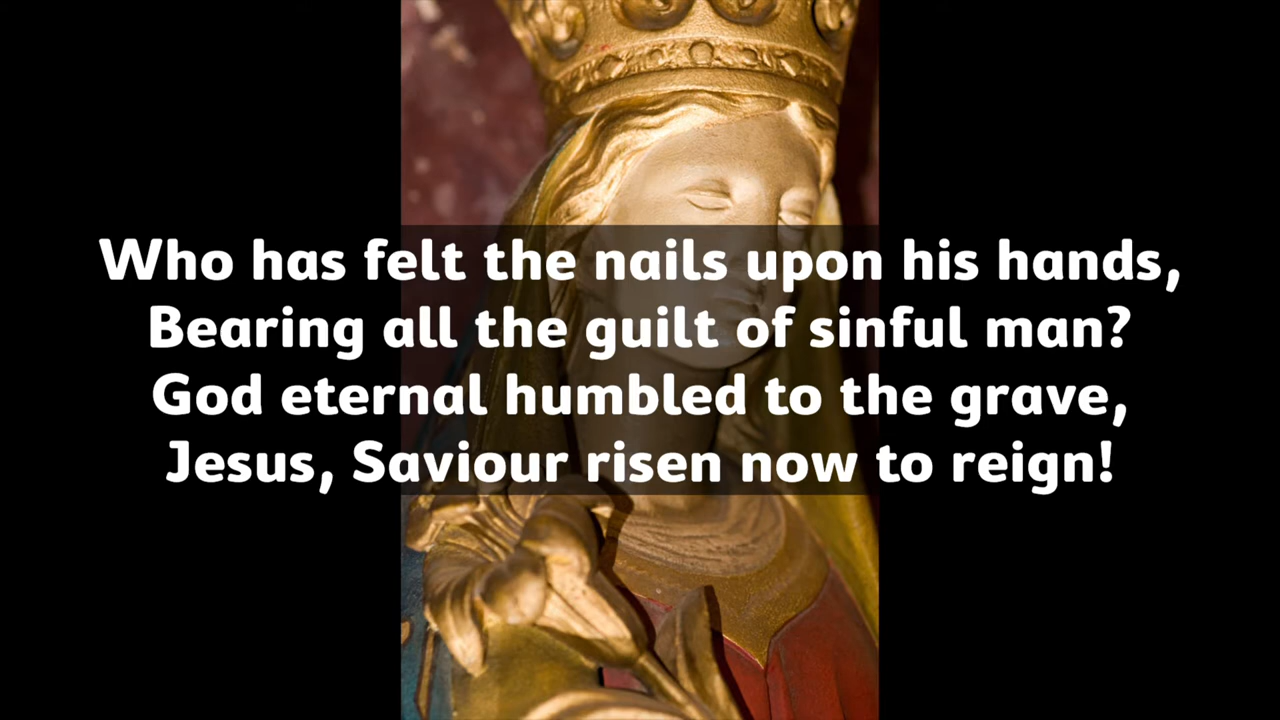 Who has felt the nails upon his hands,
Bearing all the guilt of sinful man?
God eternal humbled to the grave,
Jesus, Saviour risen now to reign!